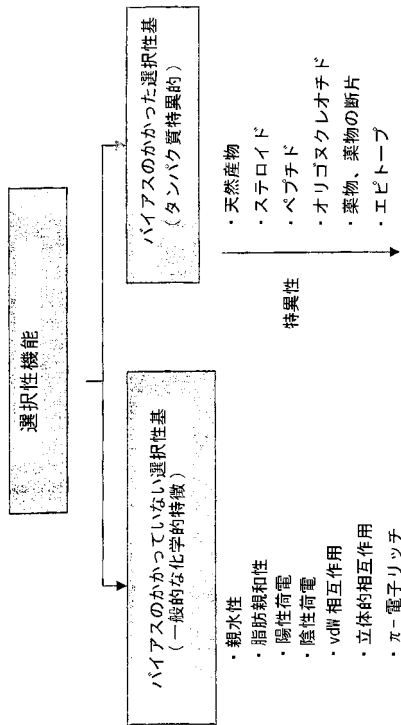 選択性機能
バイアスのかかっていない選択性基
(一般的な化学的特徴)
・親水性
・脂肪親和性
・陽性荷電
・陰性荷電
・vdW 相互作用
・立体的相互作用
・π−電子リッチ
バイアスのかかった選択性基
(タンパク質特異的)
特異性
・天然産物
・ステロイド
・ペプチド
・オリゴヌクレオチド
・薬物、薬物の断片
・エピトープ